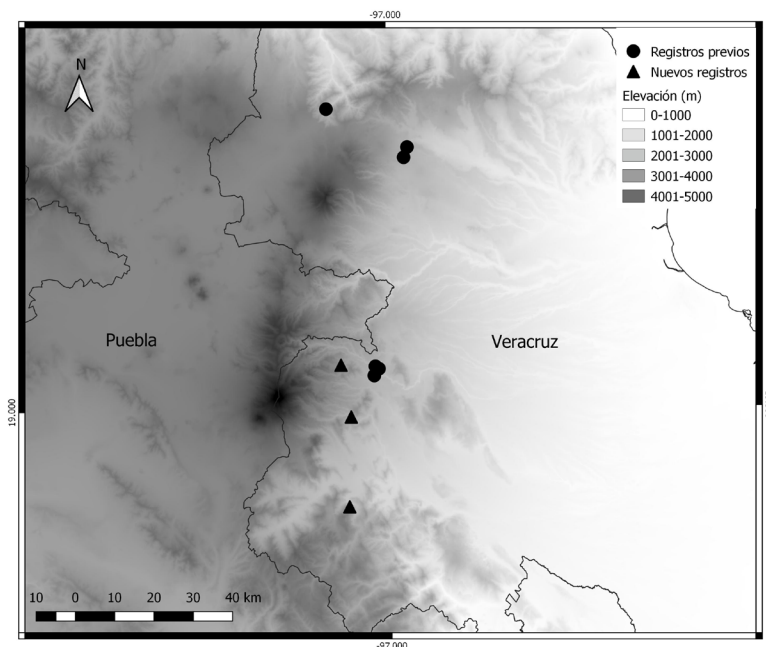 -97.000
N
Registros previos
Nuevos registros
Elevación (m)
0-1000
1001-2000
2001-3000
3001-4000
4001-5000
Puebla
Veracruz
19.000
10 0 10 20 30 40 km
-97.000